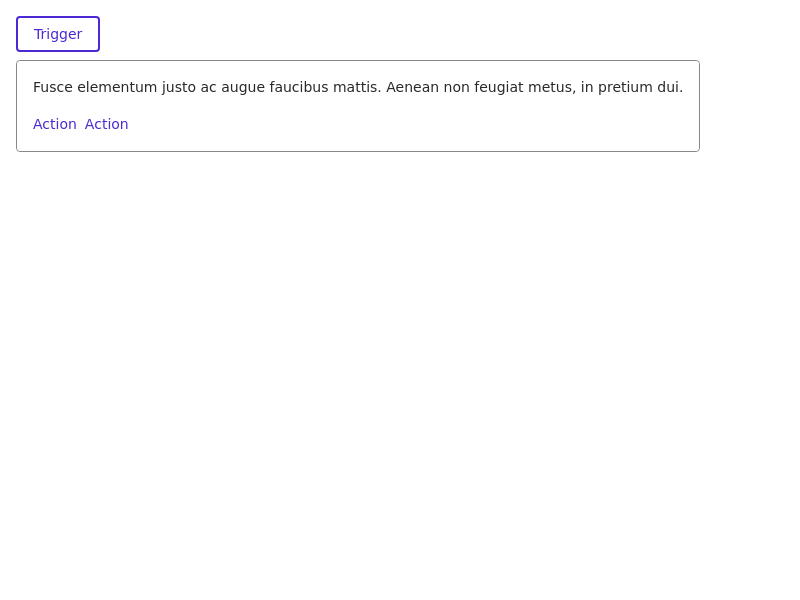 Trigger
Fusce elementum justo ac augue faucibus mattis. Aenean non feugiat metus, in pretium dui.
Action Action